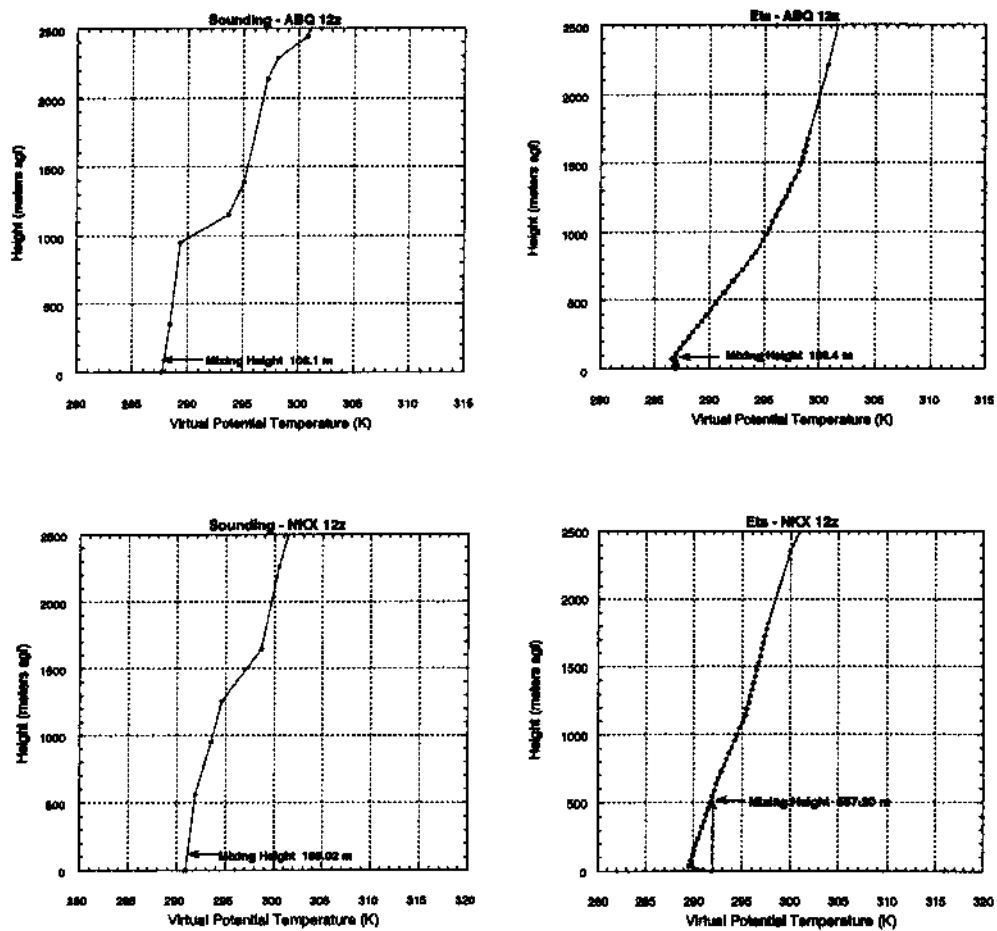 Sounding - ABQ 12z
2500
2000
1500
1000
500
0
Height (meters agl)
Mixing Height
280 285 290 295 300 305 310 315
Virtual Potential Temperature (K)
Eta - ABQ 12z
2500
2000
1500
1000
500
0
Height (meters agl)
Mixing Height
280 285 290 295 300 305 310 315
Virtual Potential Temperature (K)
Sounding - NKX 12z
2500
2000
1500
1000
500
0
Height (meters agl)
Mixing Height
280 285 290 295 300 305 310 315 320
Virtual Potential Temperature (K)
Eta - NKX 12z
2500
2000
1500
1000
500
0
Height (meters agl)
Mixing Height
280 285 290 295 300 305 310 315 320
Virtual Potential Temperature (K)